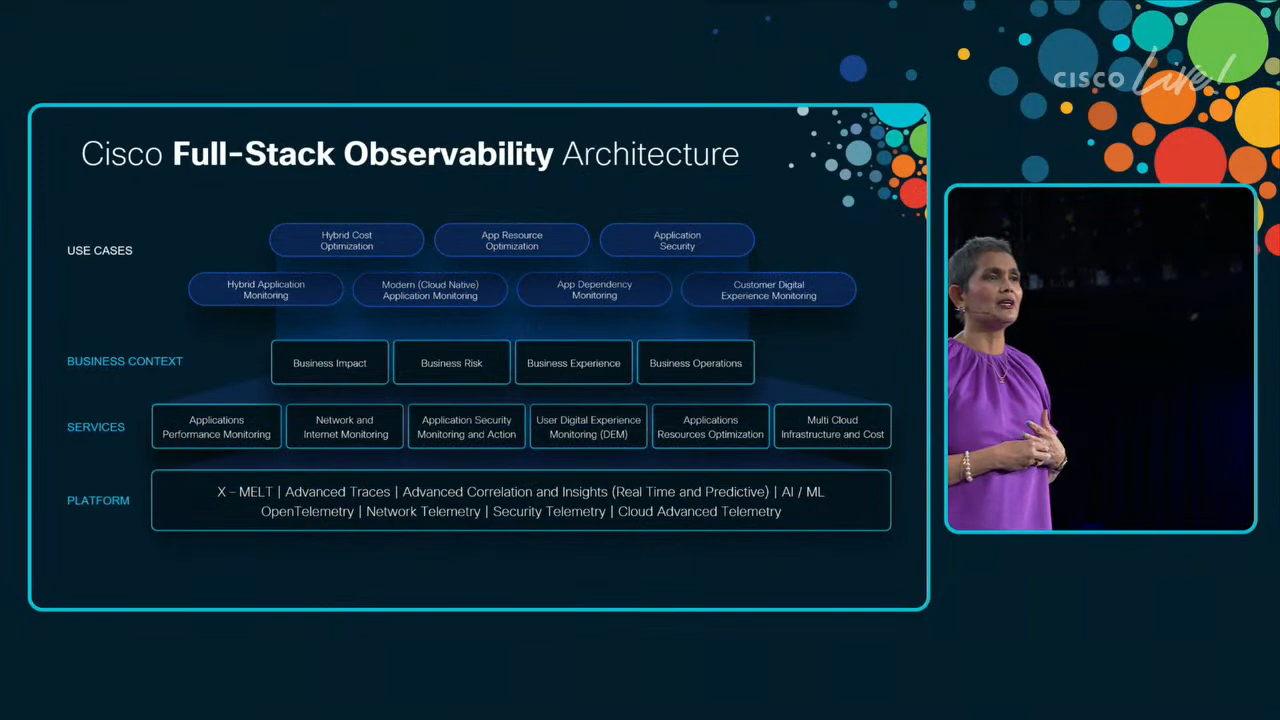 CISCO Live!
Cisco Full-Stack Observability Architecture
USE CASES
Hybrid Cost
Optimization
App Resource
Optimization
Application
Security
Hybrid Application
Monitoring
Modern (Cloud Native)
Application Monitoring
App Dependency
Monitoring
Customer Digital
Experience Monitoring
BUSINESS CONTEXT
Business Impact
Business Risk
Business Experience
Business Operations
SERVICES
Applications
Performance Monitoring
Network and
Internet Monitoring
Application Security
Monitoring and Action
User Digital Experience
Monitoring (DEM)
Applications
Resources Optimization
Multi Cloud
Infrastructure and Cost
PLATFORM
X – MELT | Advanced Traces | Advanced Correlation and Insights (Real Time and Predictive) | AI / ML
OpenTelemetry | Network Telemetry | Security Telemetry | Cloud Advanced Telemetry